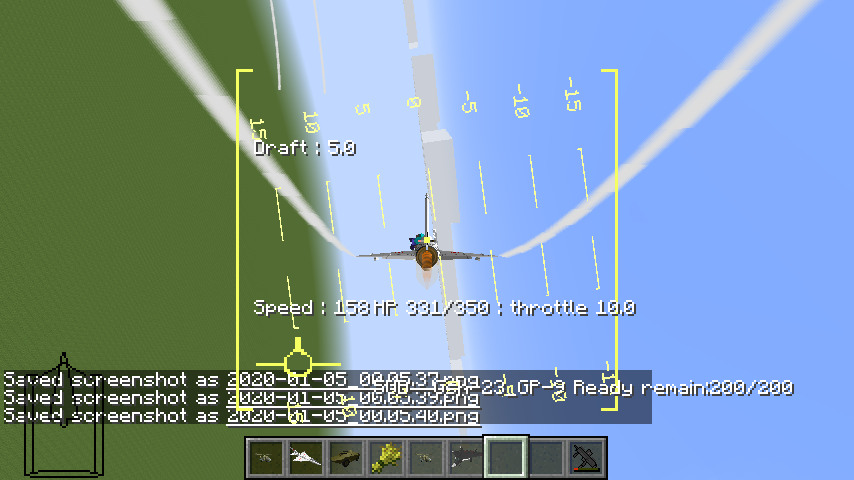 15 10 5 0 -5 -10 -15
Draft : 5.0
Speed : 158 HP 331/350 : throttle 10.0
Saved screenshot as 2020-01-05_00.05.37.png
GP-9 Ready remain:200/200
Saved screenshot as 2020-01-05_00.05.39.png
Saved screenshot as 2020-01-05_00.05.40.png